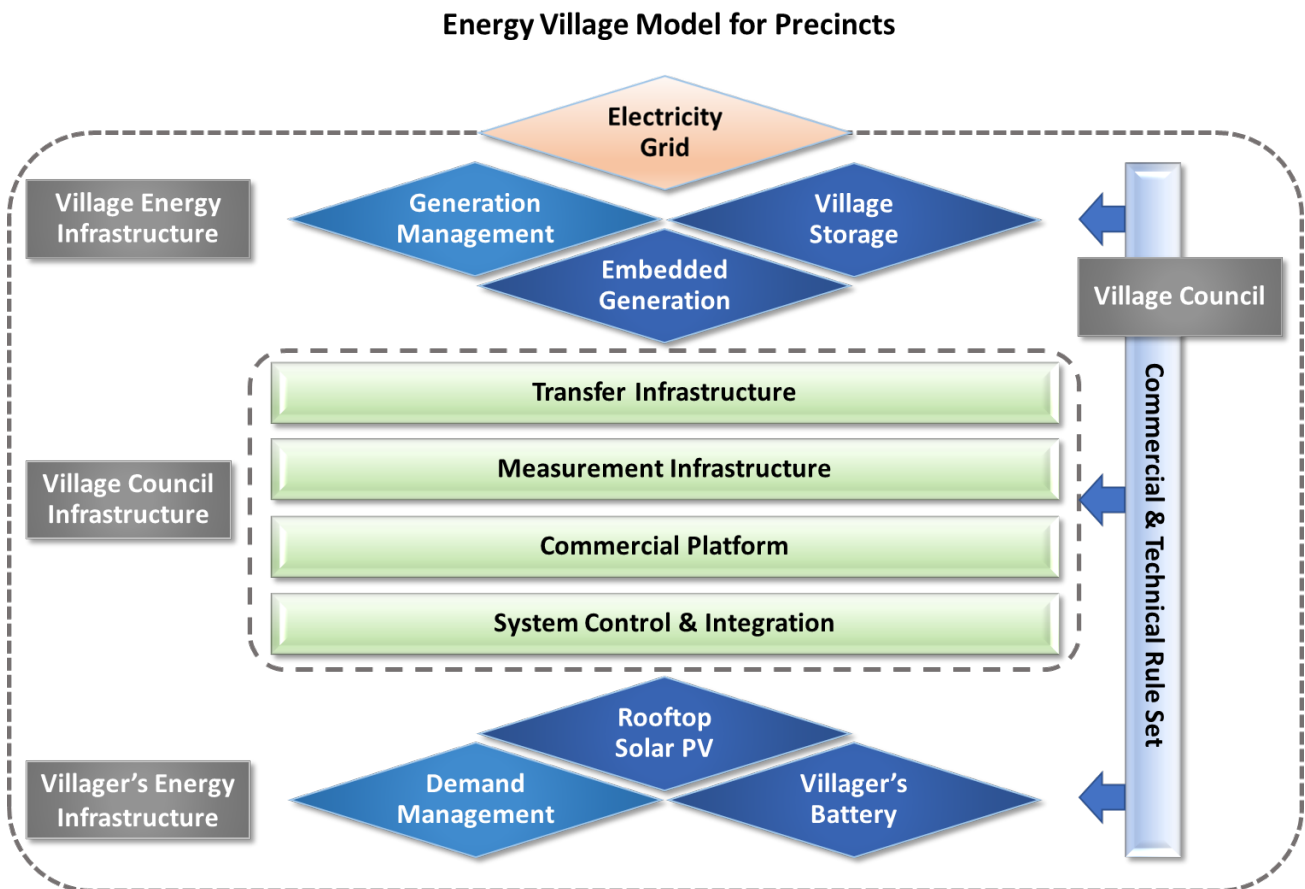 Energy Village Model for Precincts
Electricity
Grid
Village Energy
Infrastructure
Generation
Management
Village
Storage
Embedded
Generation
Village Council
Transfer Infrastructure
Measurement Infrastructure
Village Council
Infrastructure
Commercial Platform
System Control & Integration
Commercial & Technical Rule Set
Rooftop
Solar PV
Villager's Energy
Infrastructure
Demand
Management
Villager's
Battery